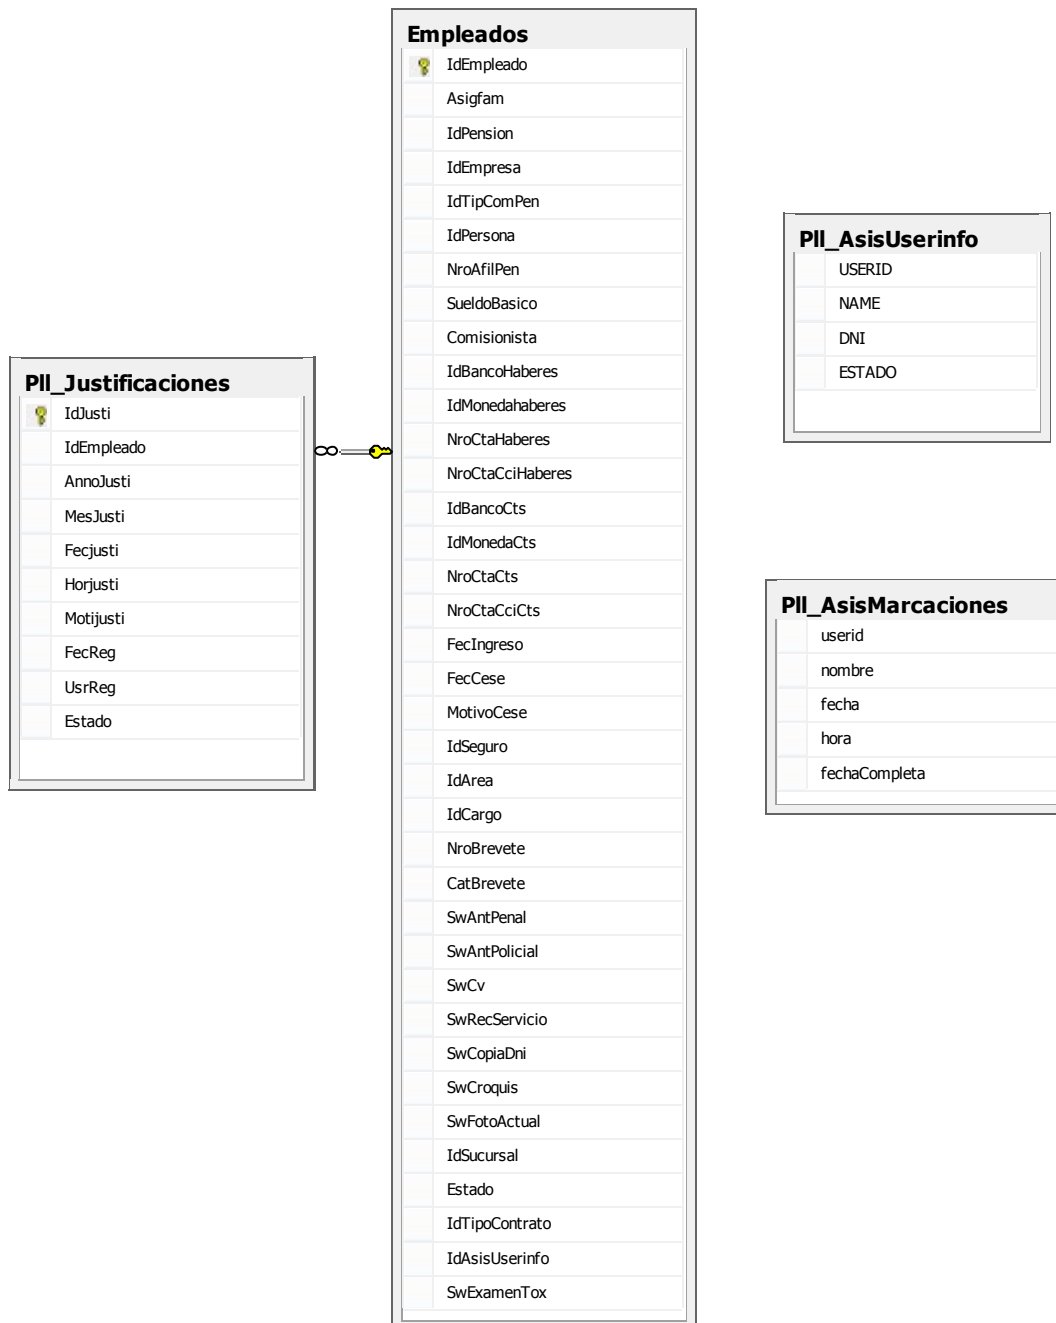 Empleados
IdEmpleado
Asigfam
IdPension
IdEmpresa
IdTipComPen
IdPersona
NroAfilPen
SueldoBasico
Comisionista
IdBancoHaberes
IdMonedahaberes
NroCtaHaberes
NroCtaCciHaberes
IdBancoCts
IdMonedaCts
NroCtaCts
NroCtaCciCts
FecIngreso
FecCese
MotivoCese
IdSeguro
IdArea
IdCargo
NroBrevete
CatBrevete
SwAntPenal
SwAntPolicial
SwCv
SwRecServicio
SwCopiaDni
SwCroquis
SwFotoActual
IdSucursal
Estado
IdTipoContrato
IdAsisUserinfo
SwExamenTox
Pll_Justificaciones
IdJusti
IdEmpleado
AnnoJusti
MesJusti
Fecjusti
Horjusti
Motijusti
FecReg
UsrReg
Estado
Pll_AsisUserinfo
USERID
NAME
DNI
ESTADO
Pll_AsisMarcaciones
userid
nombre
fecha
hora
fechaCompleta